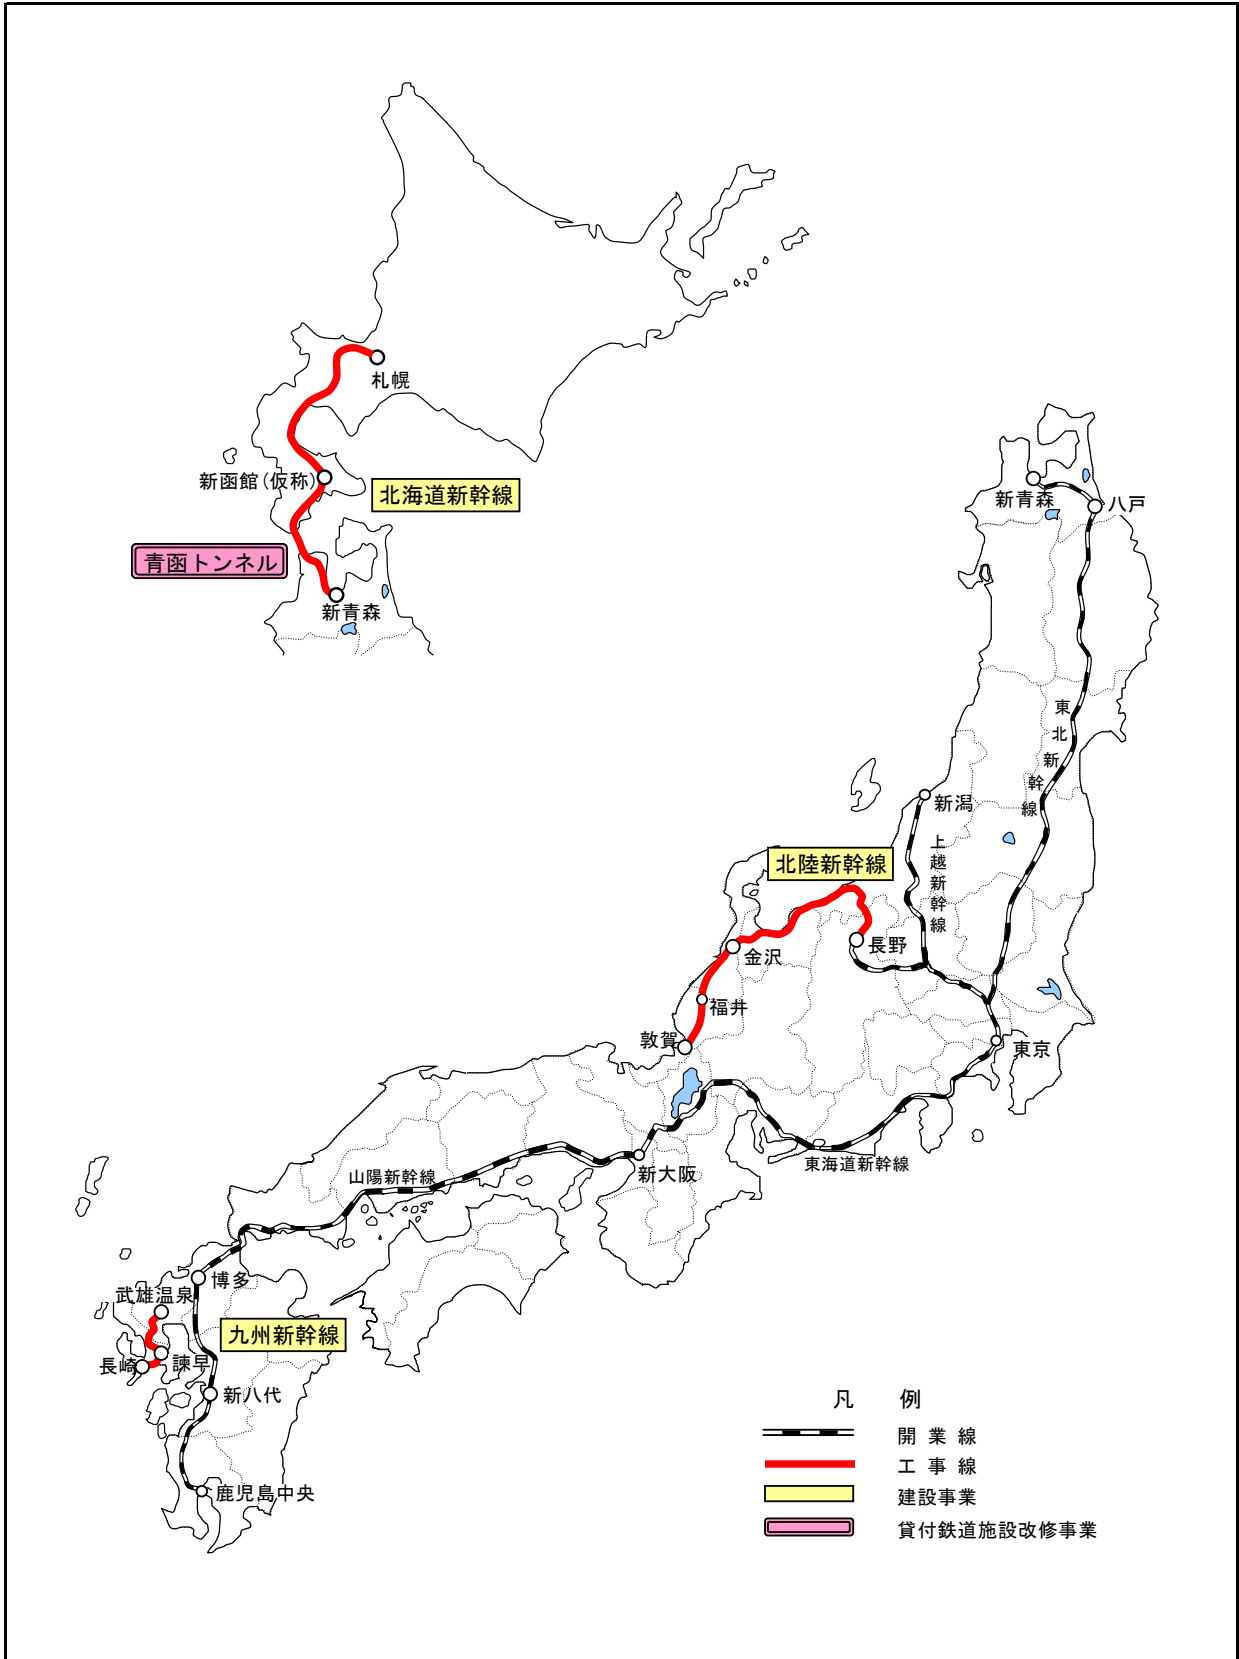 札幌
新函館(仮称)
北海道新幹線
青函トンネル
新青森
新青森
八戸
東北新幹線
新潟
上越新幹線
北陸新幹線
長野
金沢
福井
敦賀
東京
東海道新幹線
新大阪
山陽新幹線
博多
武雄温泉
九州新幹線
長崎
諫早
新八代
鹿児島中央
凡 例
開業線
工事線
建設事業
貸付鉄道施設改修事業